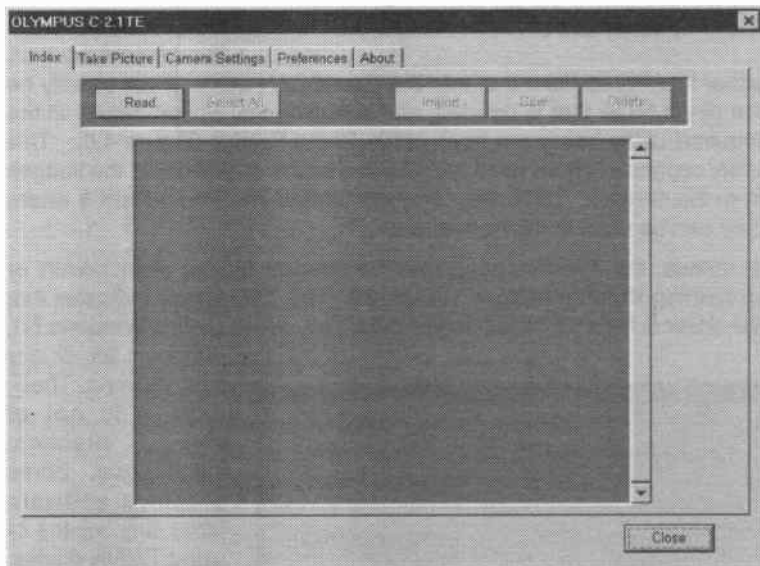 OLYMPUS C-2.1TE
Index Take Picture Camera Settings Preferences About
Read Select All Import Save Delete
Close